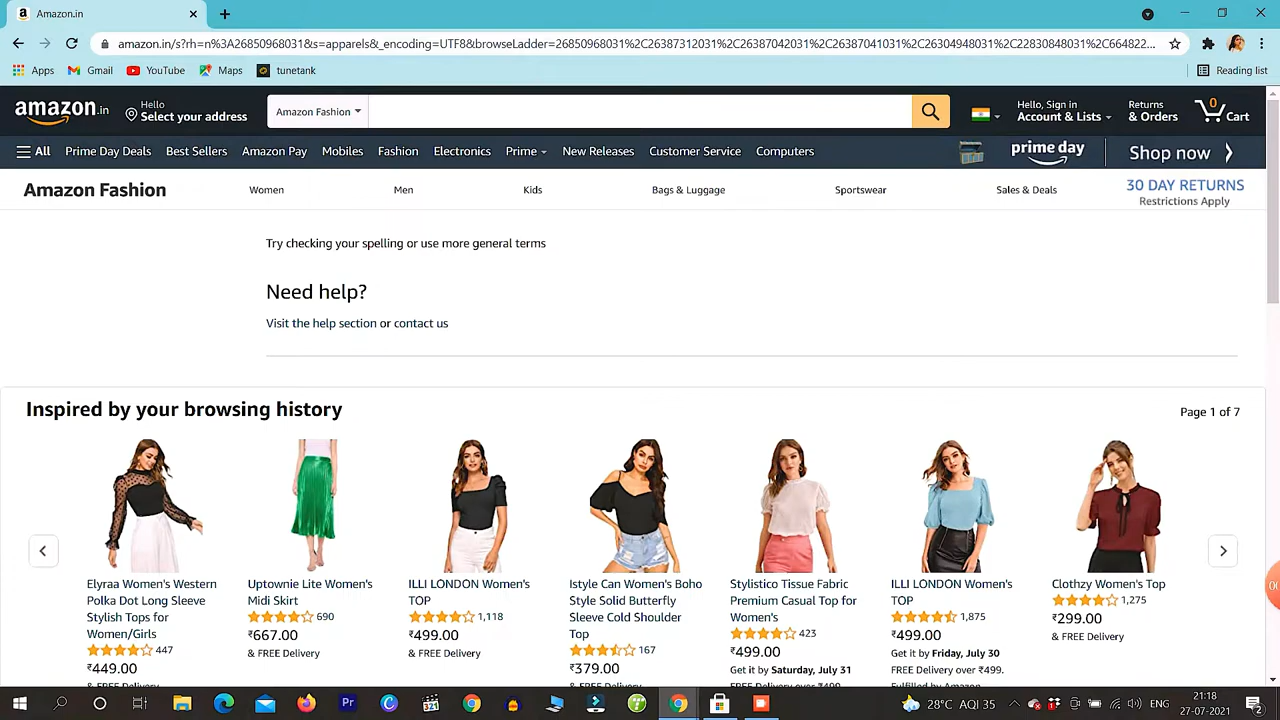 Amazon.in
amazon.in/s?rh=n%3A26850968031&s=apparels&_encoding=UTF8&browseLadder=26850968031%2C26387312031%2C26387042031%2C26387041031%2C26304948031%2C22830848031%2C664822...
Apps Gmail YouTube Maps tunetank Reading list
amazon.in Hello Select your address Amazon Fashion Hello, Sign in Account & Lists Returns & Orders 0 Cart
All Prime Day Deals Best Sellers Amazon Pay Mobiles Fashion Electronics Prime New Releases Customer Service Computers prime day Shop now
Amazon Fashion Women Men Kids Bags & Luggage Sportswear Sales & Deals 30 DAY RETURNS
Restrictions Apply
Try checking your spelling or use more general terms
Need help?
Visit the help section or contact us
Inspired by your browsing history Page 1 of 7
Elyraa Women's Western
Polka Dot Long Sleeve
Stylish Tops for
Women/Girls
447
₹449.00
& FREE Delivery
Uptownie Lite Women's
Midi Skirt
690
₹667.00
& FREE Delivery
ILLI LONDON Women's
TOP
1,118
₹499.00
& FREE Delivery
Istyle Can Women's Boho
Style Solid Butterfly
Sleeve Cold Shoulder
Top
167
₹379.00
& FREE Delivery
Stylistico Tissue Fabric
Premium Casual Top for
Women's
423
₹499.00
Get it by Saturday, July 31
FREE Delivery over ₹499.
ILLI LONDON Women's
TOP
1,875
₹499.00
Get it by Friday, July 30
FREE Delivery over ₹499.
Fulfilled by Amazon
Clothzy Women's Top
1,275
₹299.00
& FREE Delivery
28°C AQI 35 ENG 21:18
27-07-2021